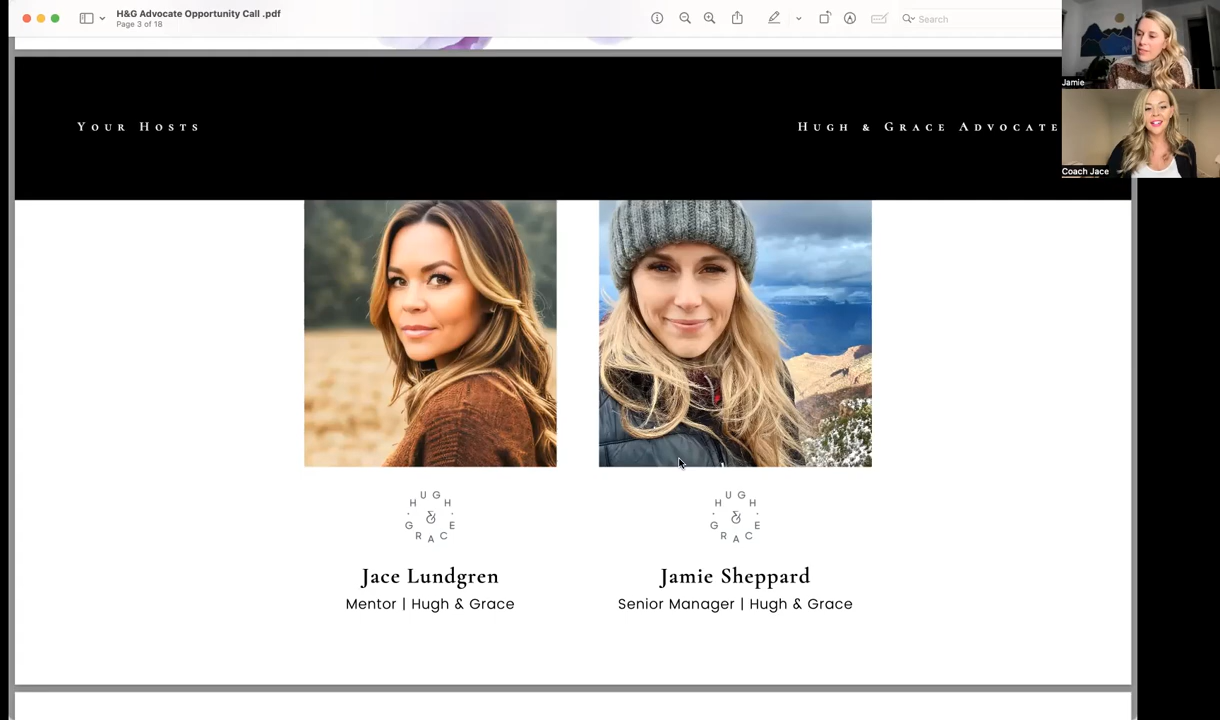 H&G Advocate Opportunity Call .pdf
Page 3 of 18
Search
Jamie
Coach Jace
Your Hosts
Hugh & Grace Advocate
HUGH & GRACE
HUGH & GRACE
Jace Lundgren
Jamie Sheppard
Mentor | Hugh & Grace
Senior Manager | Hugh & Grace